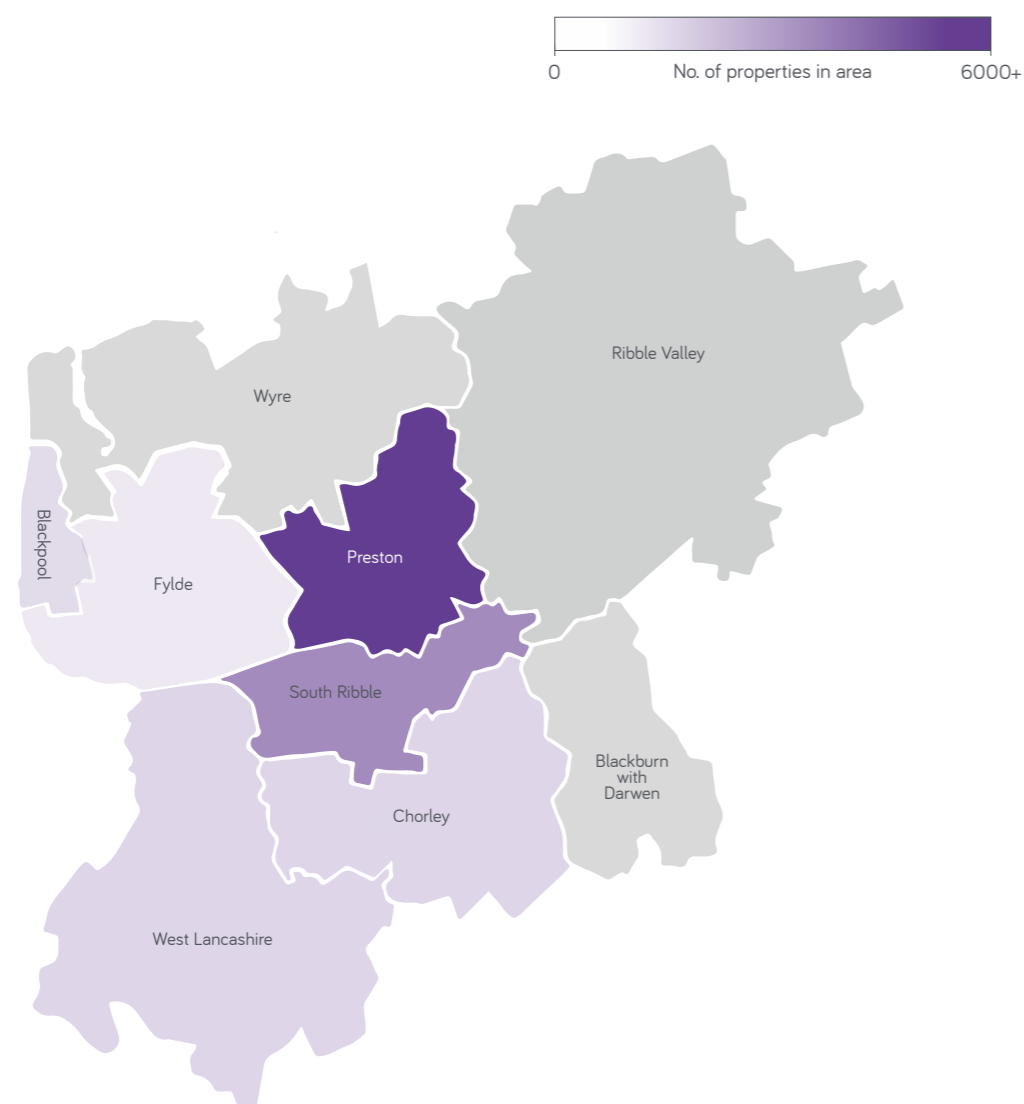 0 No. of properties in area 6000+
Ribble Valley
Wyre
Blackpool
Preston
Fylde
South Ribble
Blackburn
with
Darwen
Chorley
West Lancashire